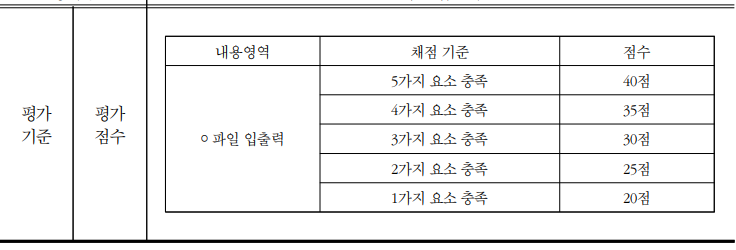 내용영역 채점 기준 점수
5가지 요소 충족 40점
4가지 요소 충족 35점
평가 기준
평가 점수
○ 파일 입출력
3가지 요소 충족 30점
2가지 요소 충족 25점
1가지 요소 충족 20점